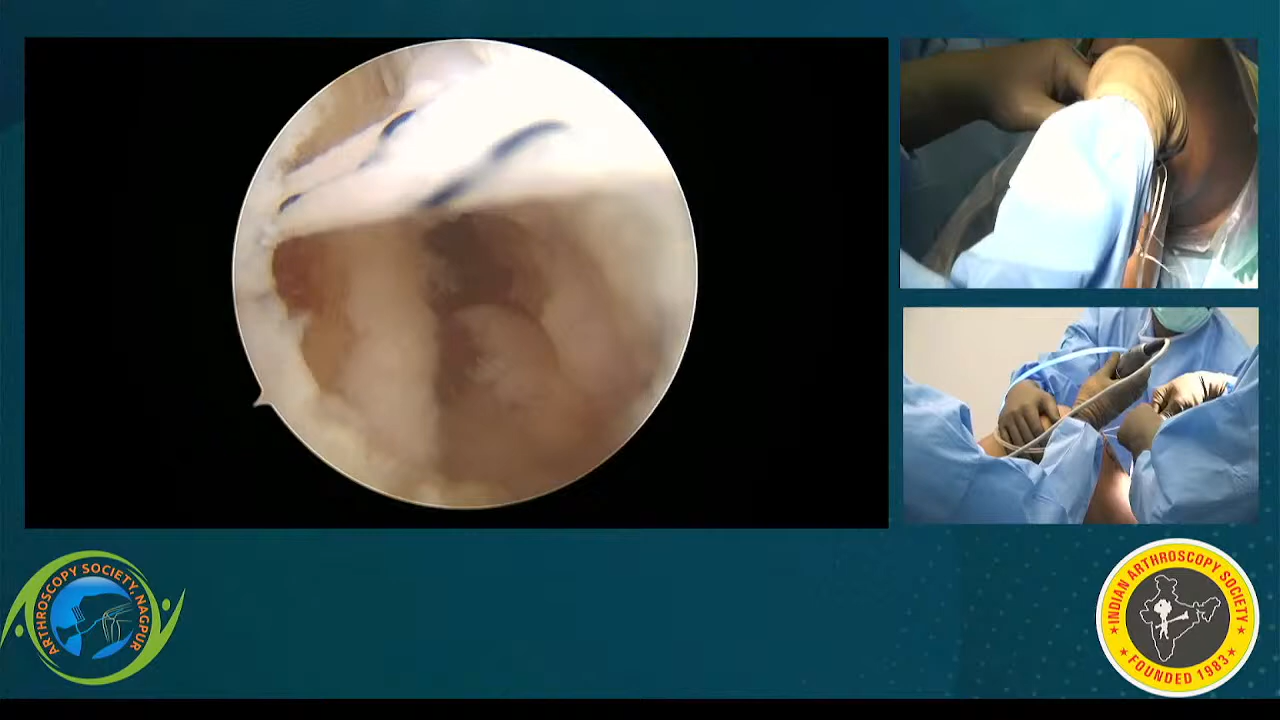 ARTHROSCOPY SOCIETY, NAGPUR
INDIAN ARTHROSCOPY SOCIETY
★ FOUNDED 1983 ★